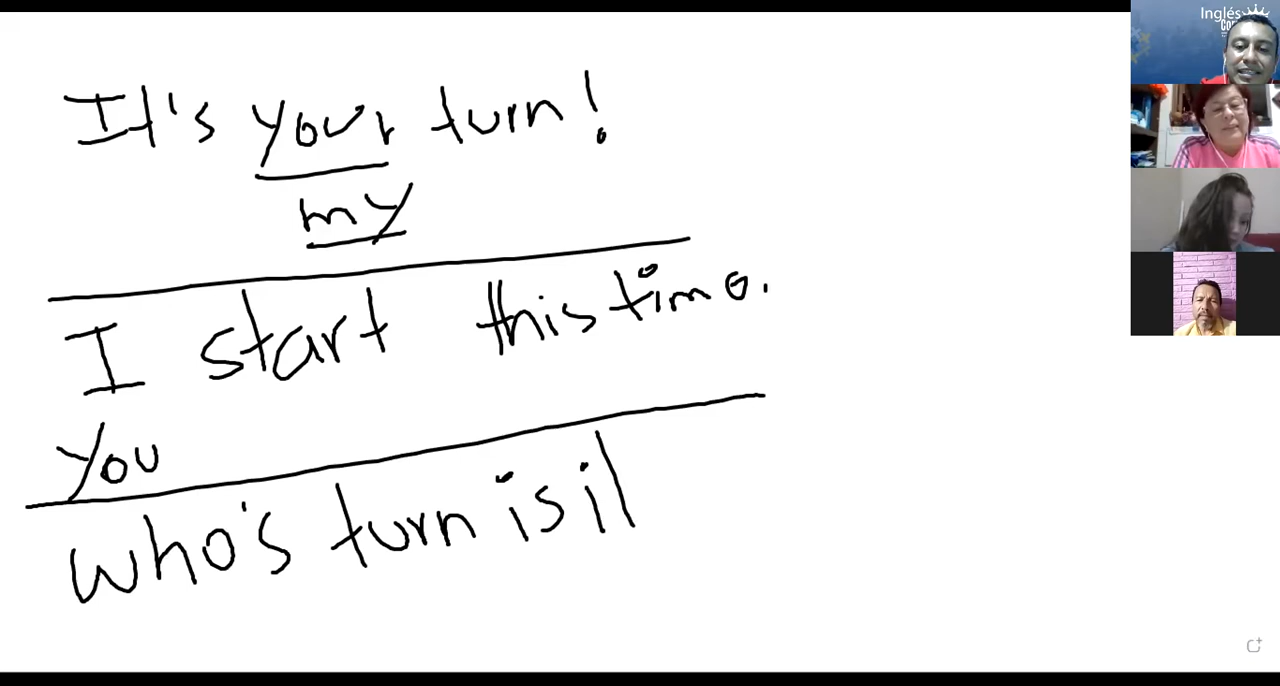 Inglés
It's your turn!
my
I start this time.
You
who's turn is il